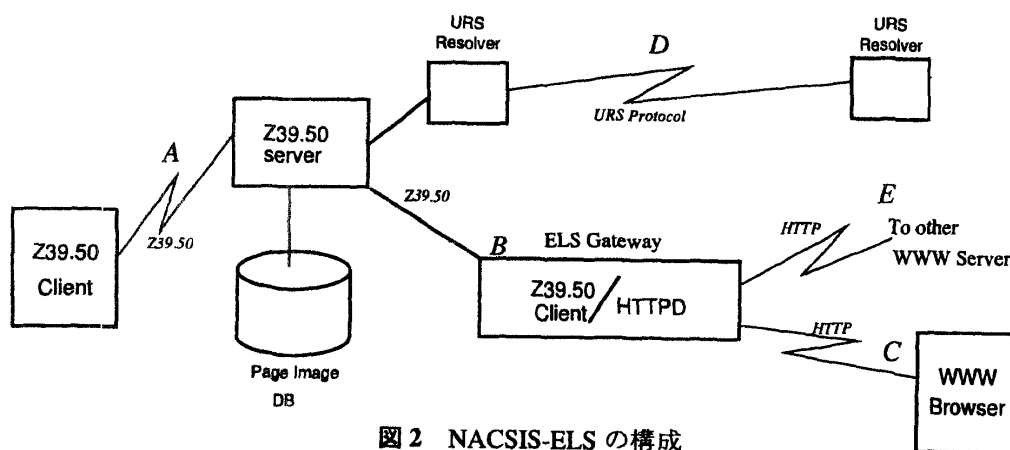 URS
Resolver
D
URS Protocol
URS
Resolver
Z39.50
server
A
Z39.50
Z39.50
Client
Z39.50
B
ELS Gateway
Z39.50
Client/HTTPD
HTTP
E
To other
WWW Server
HTTP
C
WWW
Browser
Page Image
DB
図2 NACSIS-ELS の構成